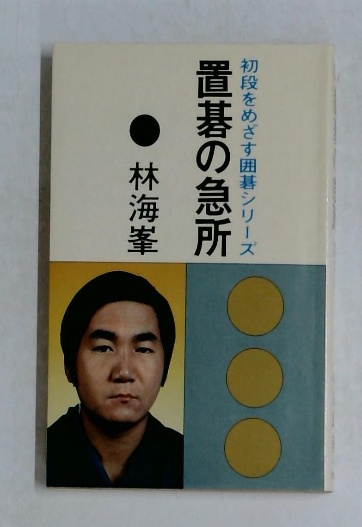 初段をめざす囲碁シリーズ
置碁の急所
●林海峯